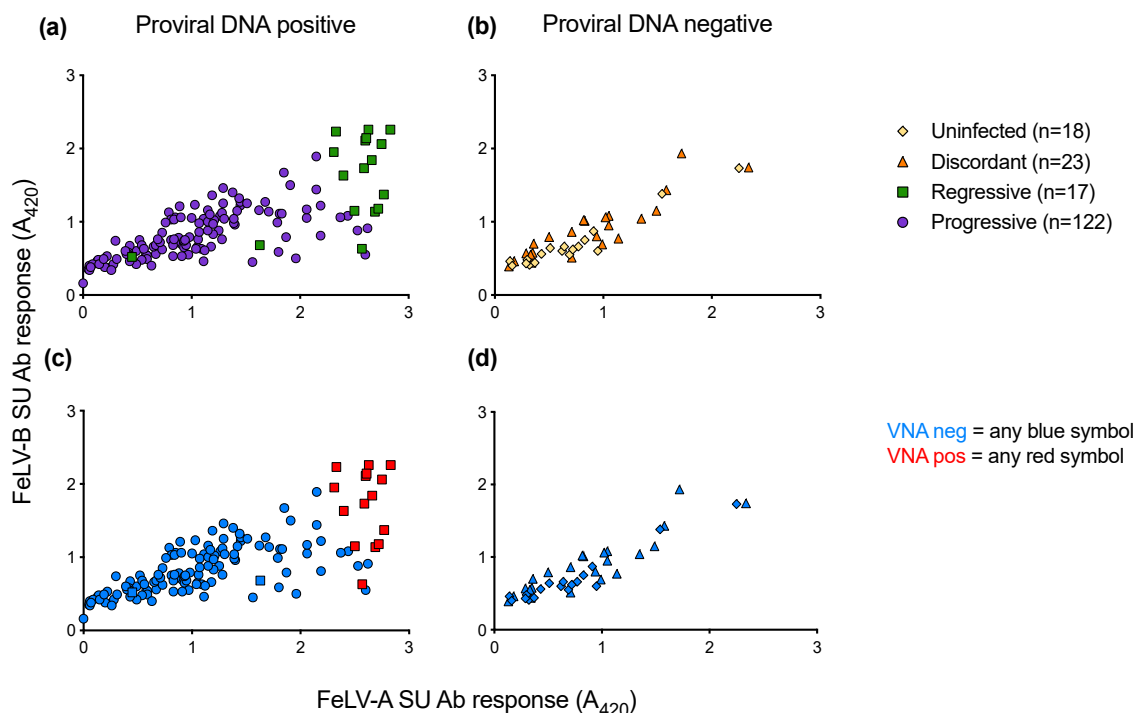 (a) Proviral DNA positive
(b) Proviral DNA negative
3
2
1
0
0 1 2 3
3
2
1
0
0 1 2 3
Uninfected (n=18)
Discordant (n=23)
Regressive (n=17)
Progressive (n=122)
FeLV-B SU Ab response (A420)
(c)
3
2
1
0
0 1 2 3
(d)
3
2
1
0
0 1 2 3
VNA neg = any blue symbol
VNA pos = any red symbol
FeLV-A SU Ab response (A420)